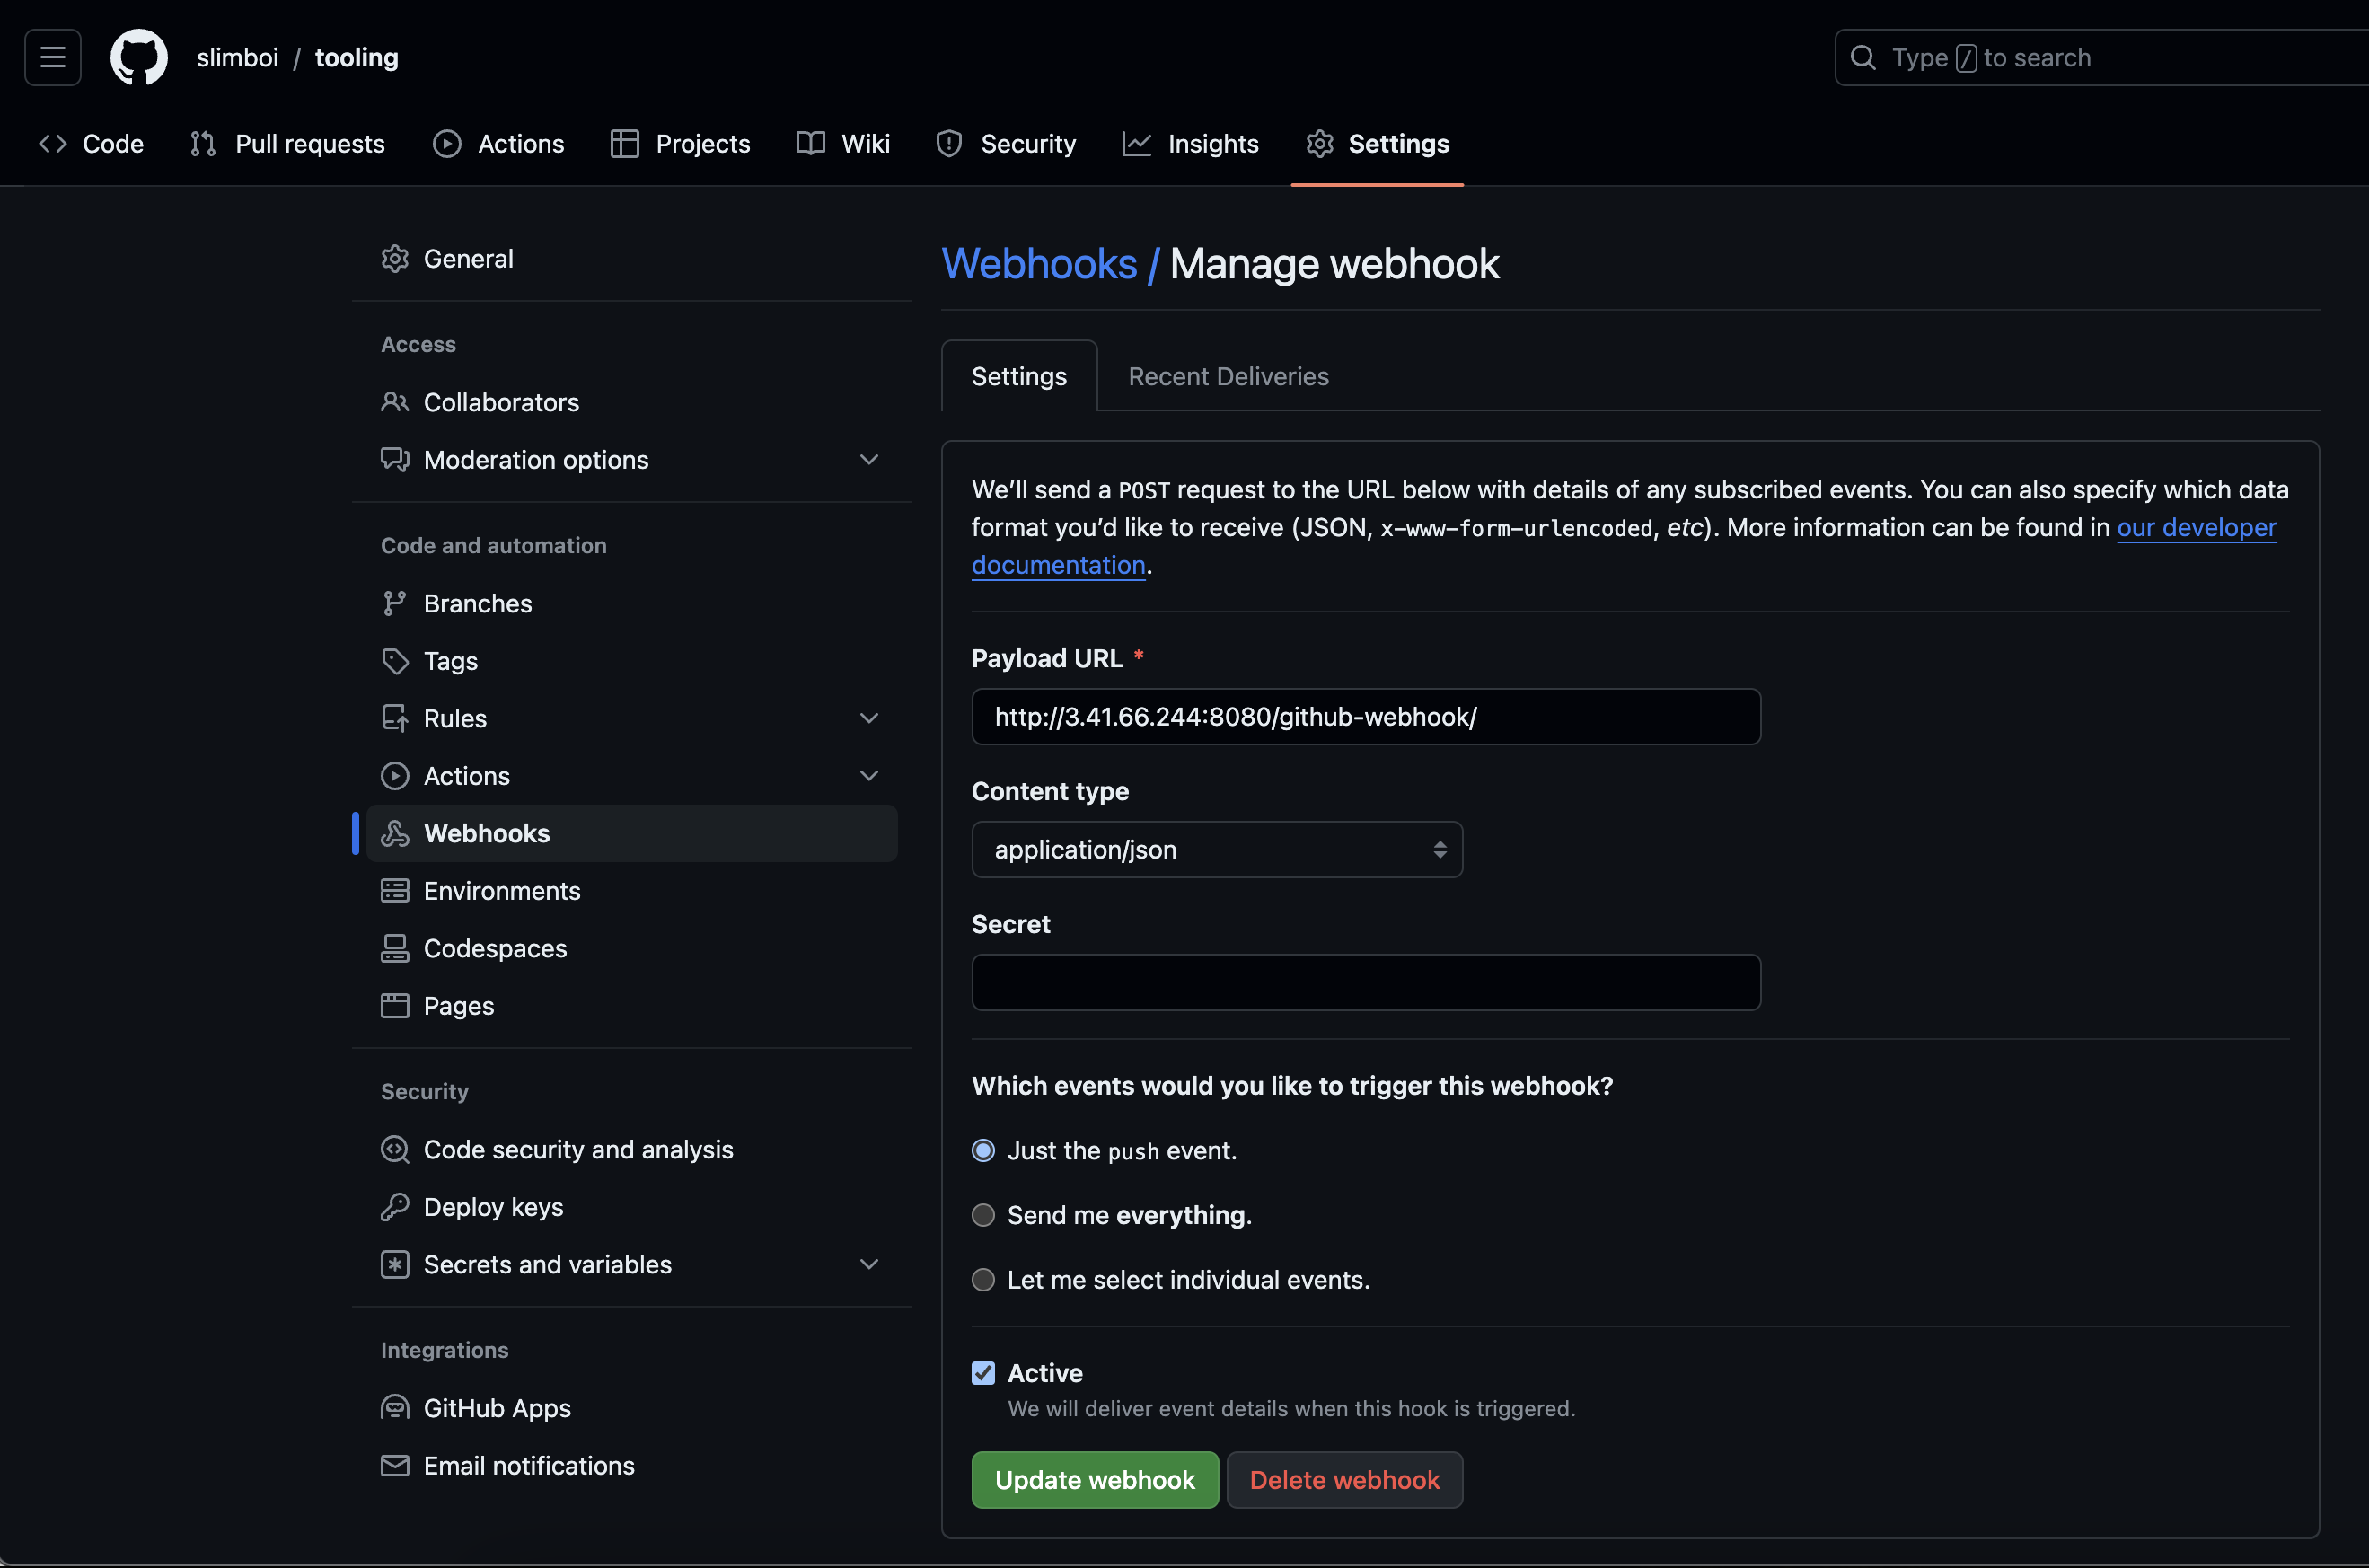 slimboi / tooling
Type / to search
Code
Pull requests
Actions
Projects
Wiki
Security
Insights
Settings
General
Access
Collaborators
Moderation options
Code and automation
Branches
Tags
Rules
Actions
Webhooks
Environments
Codespaces
Pages
Security
Code security and analysis
Deploy keys
Secrets and variables
Integrations
GitHub Apps
Email notifications
Webhooks / Manage webhook
Settings
Recent Deliveries
We’ll send a POST request to the URL below with details of any subscribed events. You can also specify which data
format you’d like to receive (JSON, x-www-form-urlencoded, etc). More information can be found in our developer
documentation.
Payload URL *
http://3.41.66.244:8080/github-webhook/
Content type
application/json
Secret
Which events would you like to trigger this webhook?
Just the push event.
Send me everything.
Let me select individual events.
Active
We will deliver event details when this hook is triggered.
Update webhook
Delete webhook